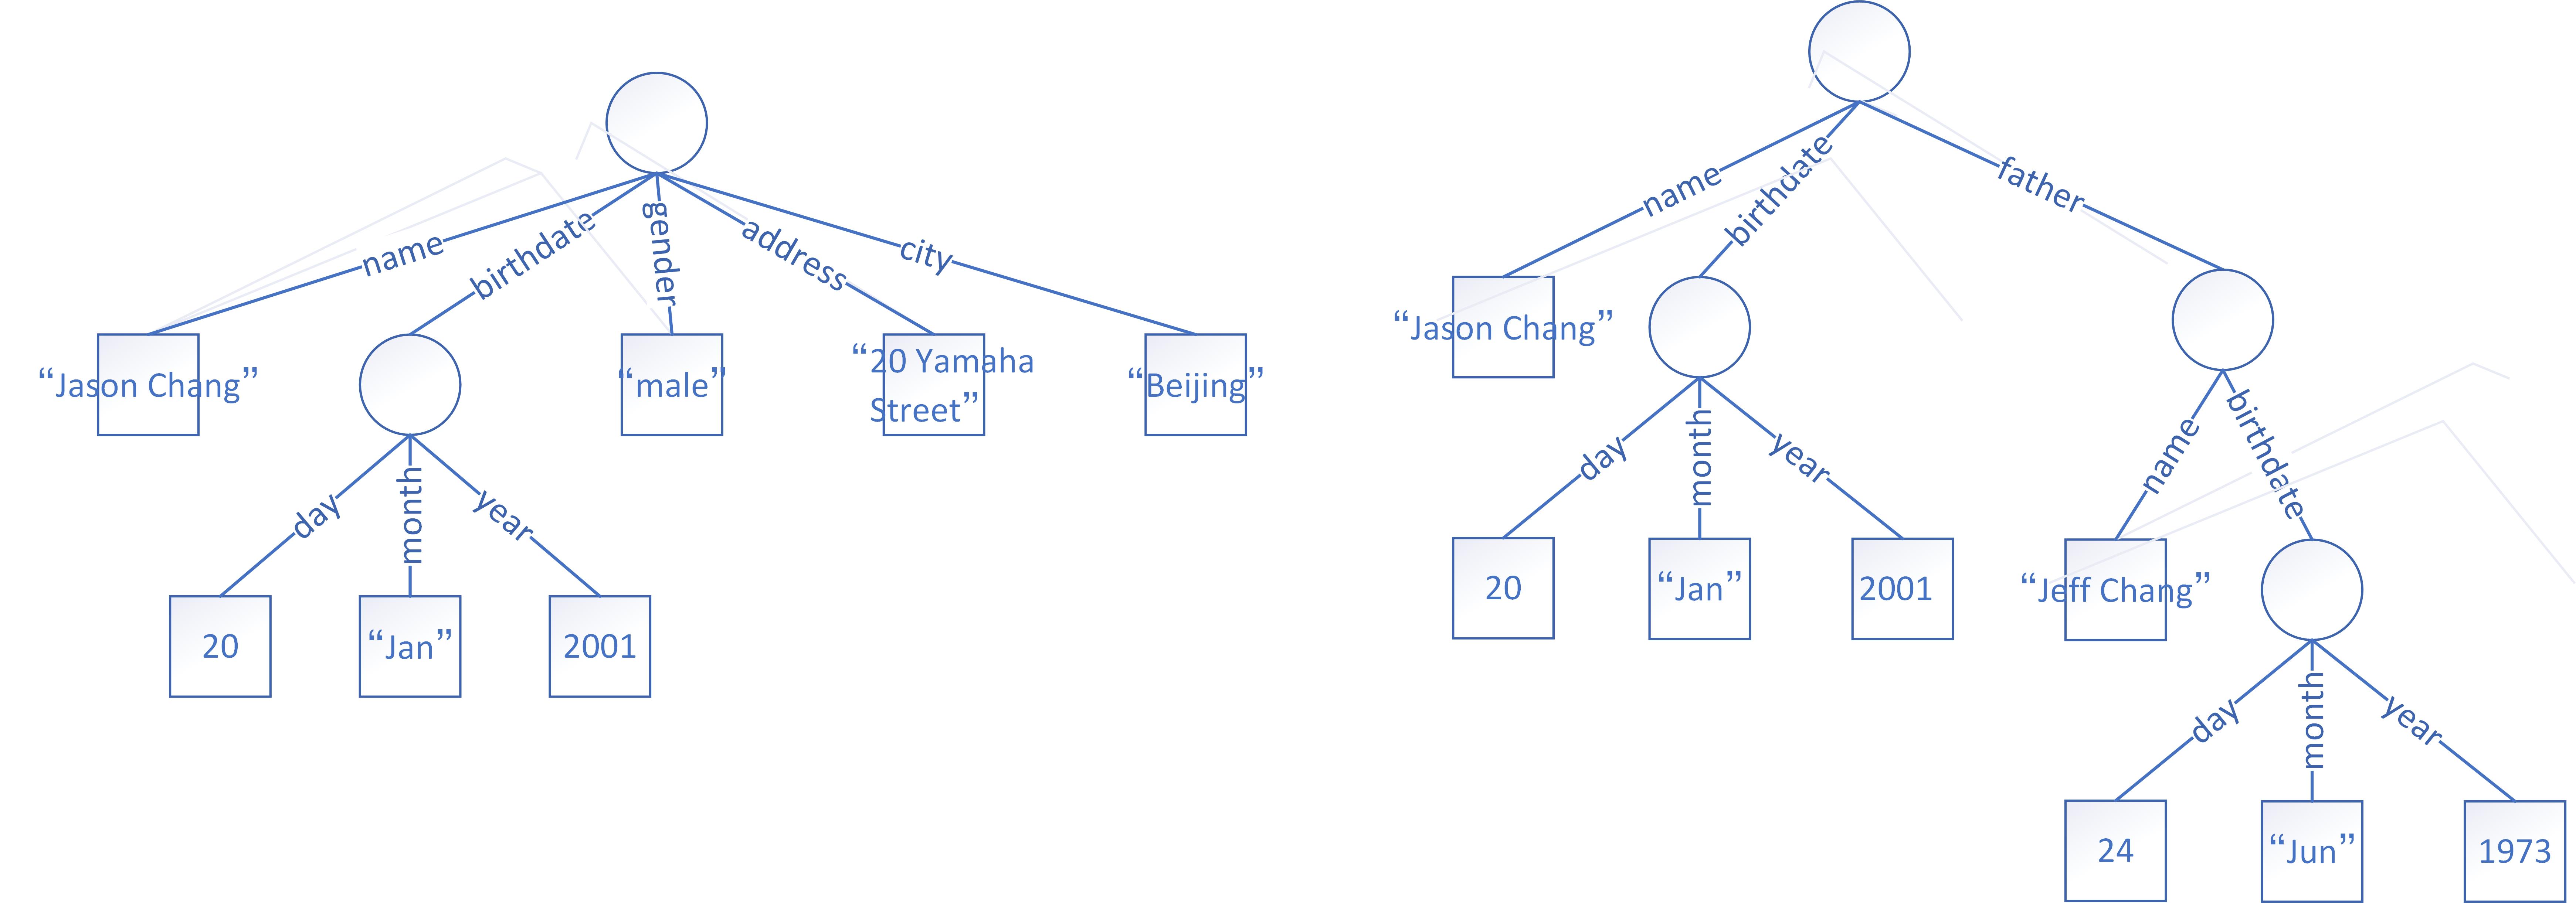 name
birthdate
gender
address
city
“Jason Chang”
“male”
“20 Yamaha
Street”
“Beijing”
day
month
year
20
“Jan”
2001
name
birthdate
father
“Jason Chang”
day
month
year
20
“Jan”
2001
name
birthdate
“Jeff Chang”
day
month
year
24
“Jun”
1973